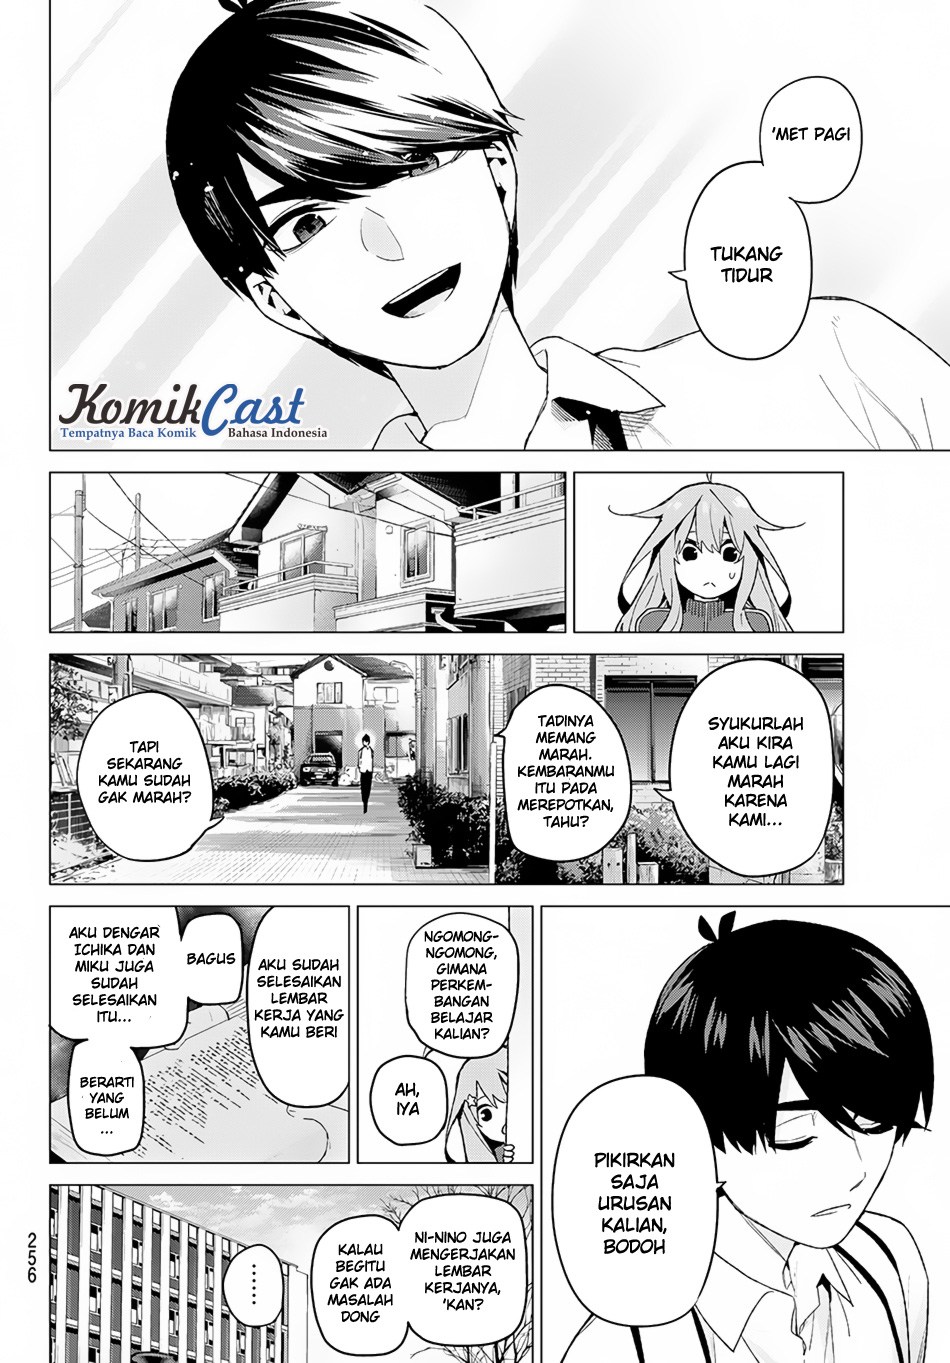 'MET PAGI
TUKANG
TIDUR
KomikCast
Tempatnya Baca Komik Bahasa Indonesia
SYUKURLAH
AKU KIRA
KAMU LAGI
MARAH
KARENA
KAMI...
TADINYA
MEMANG
MARAH.
KEMBARANMU
ITU PADA
MEREPOTKAN,
TAHU?
TAPI
SEKARANG
KAMU SUDAH
GAK MARAH?
PIKIRKAN
SAJA
URUSAN
KALIAN,
BODOH
NGOMONG-
NGOMONG,
GIMANA
PERKEM-
BANGAN
BELAJAR
KALIAN?
AH,
IYA
AKU SUDAH
SELESAIKAN
LEMBAR
KERJA YANG
KAMU BERI
BAGUS
AKU DENGAR
ICHIKA DAN
MIKU JUGA
SUDAH
SELESAIKAN
ITU...
BERARTI
YANG
BELUM
...
NI-NINO JUGA
MENGERJAKAN
LEMBAR
KERJANYA,
'KAN?
KALAU
BEGITU
GAK ADA
MASALAH
DONG
......
256